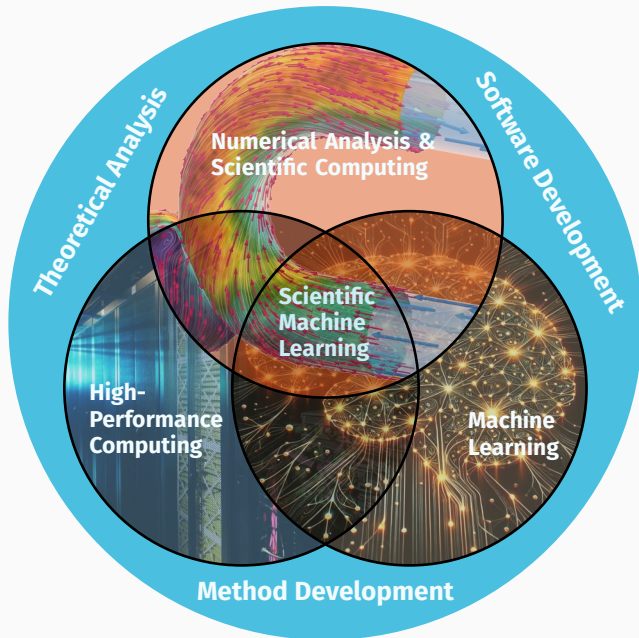 Theoretical Analysis
Software Development
Numerical Analysis &
Scientific Computing
Scientific
Machine
Learning
High-
Performance
Computing
Machine
Learning
Method Development